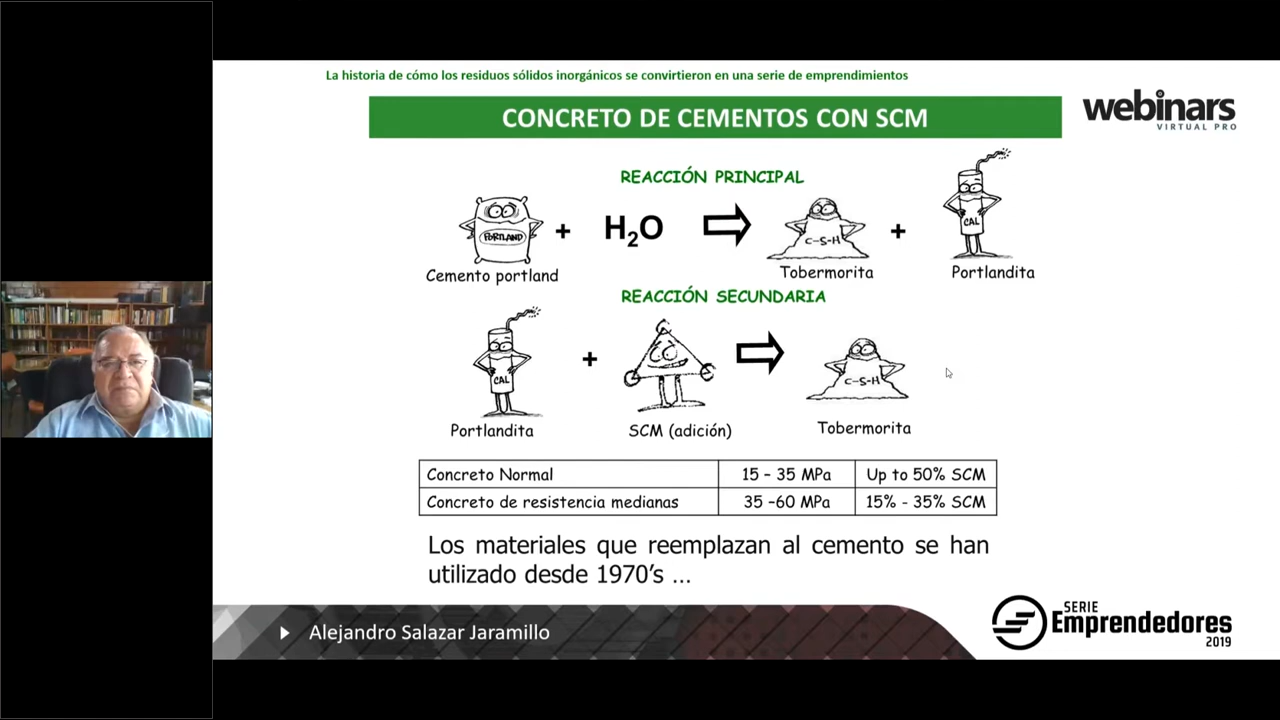 La historia de cómo los residuos sólidos inorgánicos se convirtieron en una serie de emprendimientos
CONCRETO DE CEMENTOS CON SCM
webinars
VIRTUAL PRO
REACCIÓN PRINCIPAL
PORTLAND
+
H₂O
C-S-H
+
CAL
Cemento portland
Tobermorita
Portlandita
REACCIÓN SECUNDARIA
CAL
+
C-S-H
Portlandita
SCM (adición)
Tobermorita
Concreto Normal 15 – 35 MPa Up to 50% SCM
Concreto de resistencia medianas 35 –60 MPa 15% - 35% SCM
Los materiales que reemplazan al cemento se han
utilizado desde 1970's ...
Alejandro Salazar Jaramillo
SERIE
Emprendedores
2019